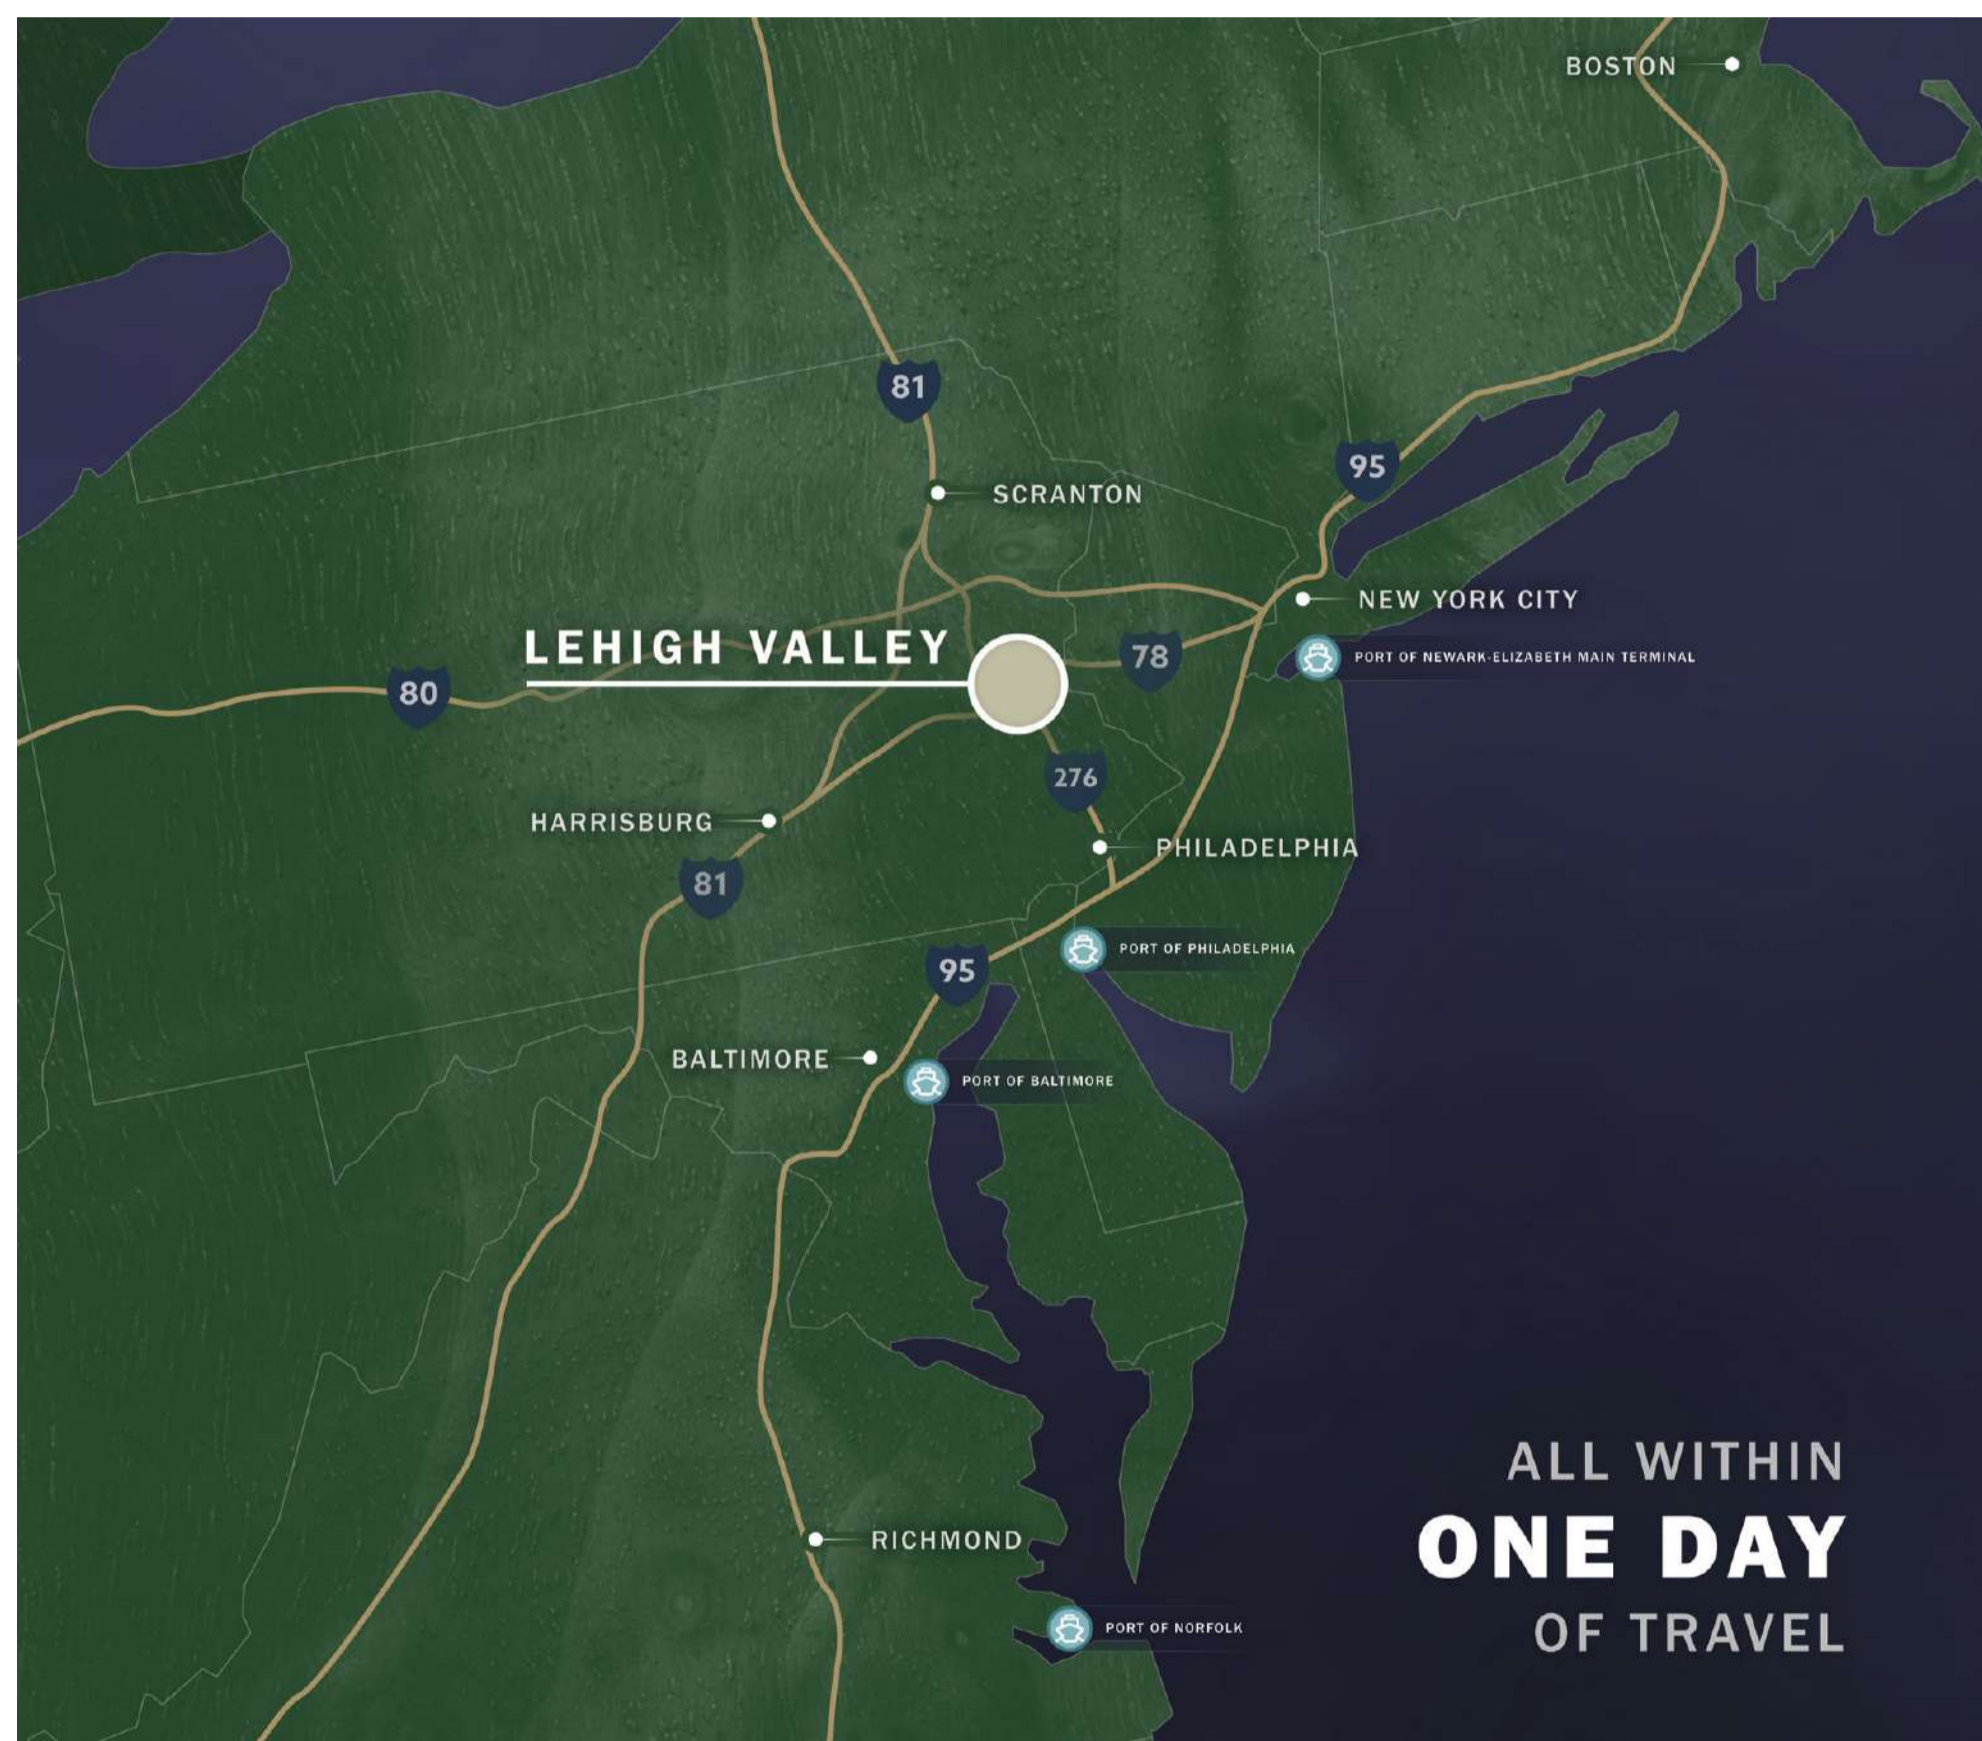 BOSTON
81
95
SCRANTON
NEW YORK CITY
LEHIGH VALLEY
78
PORT OF NEWARK-ELIZABETH MAIN TERMINAL
80
276
HARRISBURG
PHILADELPHIA
81
PORT OF PHILADELPHIA
95
BALTIMORE
PORT OF BALTIMORE
ALL WITHIN
ONE DAY
OF TRAVEL
RICHMOND
PORT OF NORFOLK